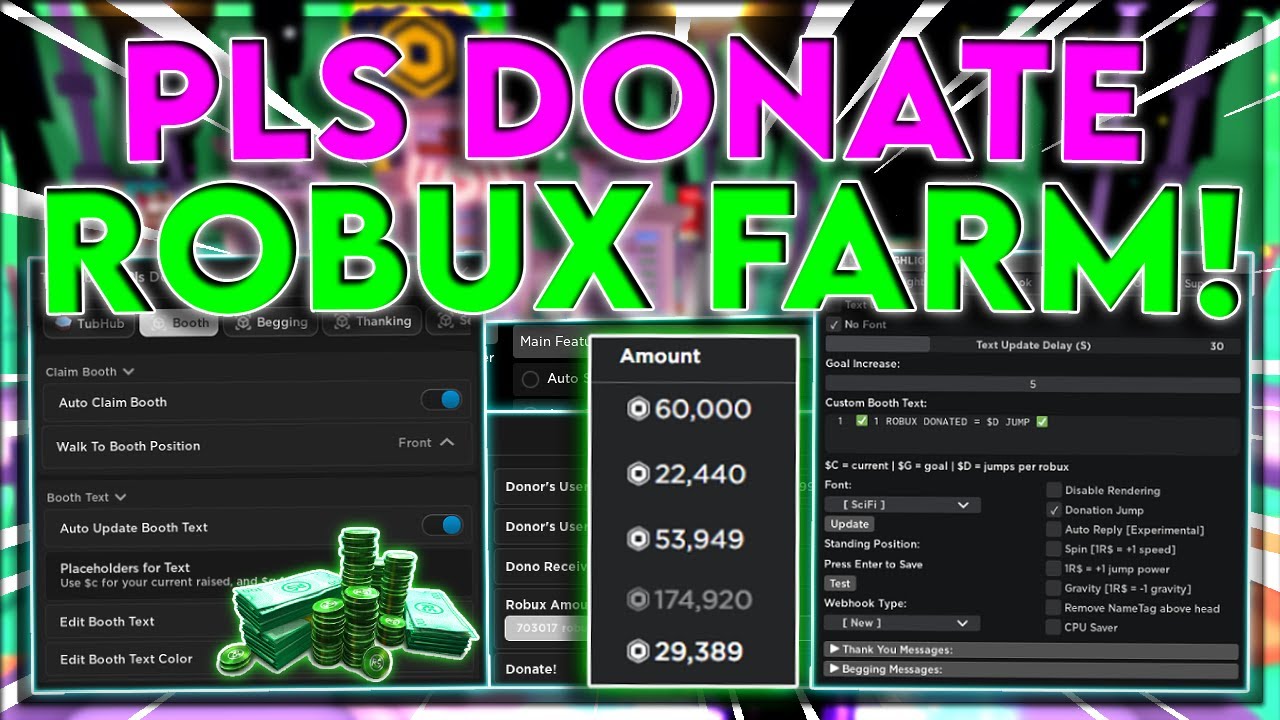 PLS DONATE
ROBUX FARM!
Pls Do
TubHub
Booth
Begging
Thanking
Claim Booth
Auto Claim Booth
Walk To Booth Position
Front
Booth Text
Auto Update Booth Text
Placeholders for Text
Use $c for your current raised, and
Edit Booth Text
Edit Booth Text Color
Main Featu
Auto
Donor's User
Donor's User
Dono Receiv
Robux Amou
703017 robu
Donate!
Amount
60,000
22,440
53,949
174,920
29,389
Text
No Font
Text Update Delay (S)
30
Goal Increase:
5
Custom Booth Text:
1 ✅ 1 ROBUX DONATED = $D JUMP ✅
$C = current | $G = goal | $D = jumps per robux
Font:
[ SciFi ]
Update
Standing Position:
Press Enter to Save
Test
Webhook Type:
[ New ]
Disable Rendering
Donation Jump
Auto Reply [Experimental]
Spin [1R$ = +1 speed]
1R$ = +1 jump power
Gravity [1R$ = -1 gravity]
Remove NameTag above head
CPU Saver
Thank You Messages:
Begging Messages: